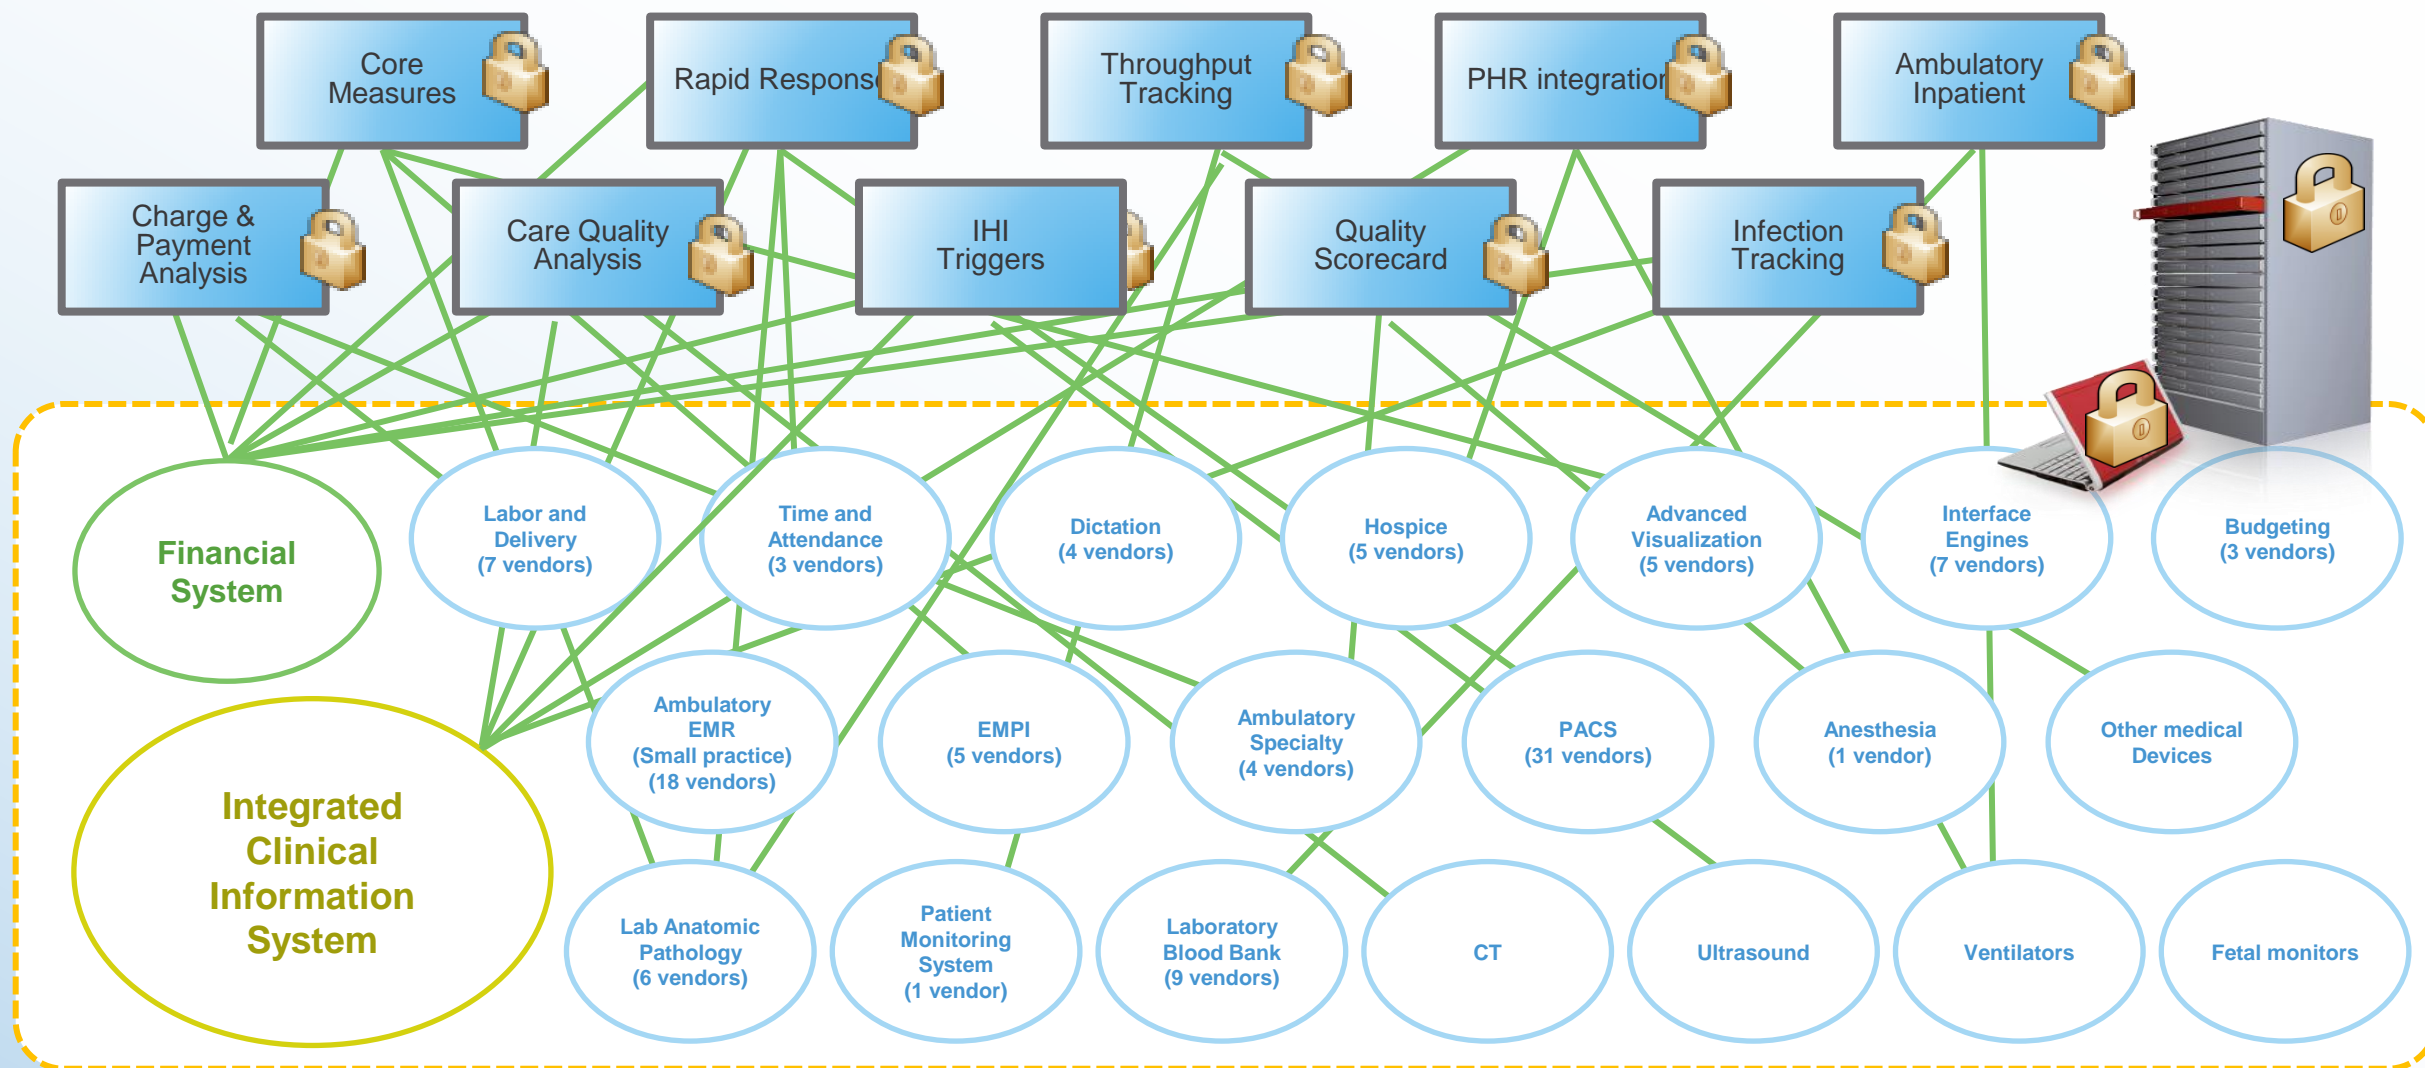 Core
Measures
Rapid Response
Throughput
Tracking
PHR integration
Ambulatory
Inpatient
Charge &
Payment
Analysis
Care Quality
Analysis
IHI
Triggers
Quality
Scorecard
Infection
Tracking
Financial
System
Labor and
Delivery
(7 vendors)
Time and
Attendance
(3 vendors)
Dictation
(4 vendors)
Hospice
(5 vendors)
Advanced
Visualization
(5 vendors)
Interface
Engines
(7 vendors)
Budgeting
(3 vendors)
Integrated
Clinical
Information
System
Ambulatory
EMR
(Small practice)
(18 vendors)
EMPI
(5 vendors)
Ambulatory
Specialty
(4 vendors)
PACS
(31 vendors)
Anesthesia
(1 vendor)
Other medical
Devices
Lab Anatomic
Pathology
(6 vendors)
Patient
Monitoring
System
(1 vendor)
Laboratory
Blood Bank
(9 vendors)
CT
Ultrasound
Ventilators
Fetal monitors